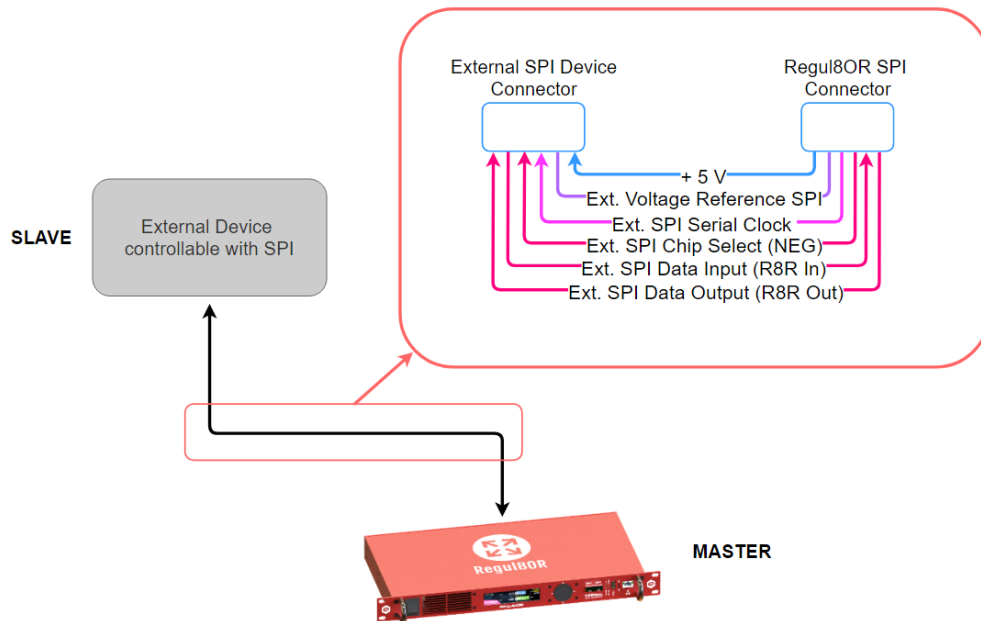 External SPI Device
Connector
Regul8OR SPI
Connector
+ 5 V
Ext. Voltage Reference SPI
Ext. SPI Serial Clock
Ext. SPI Chip Select (NEG)
Ext. SPI Data Input (R8R In)
Ext. SPI Data Output (R8R Out)
SLAVE
External Device
controllable with SPI
Regul8OR
MASTER